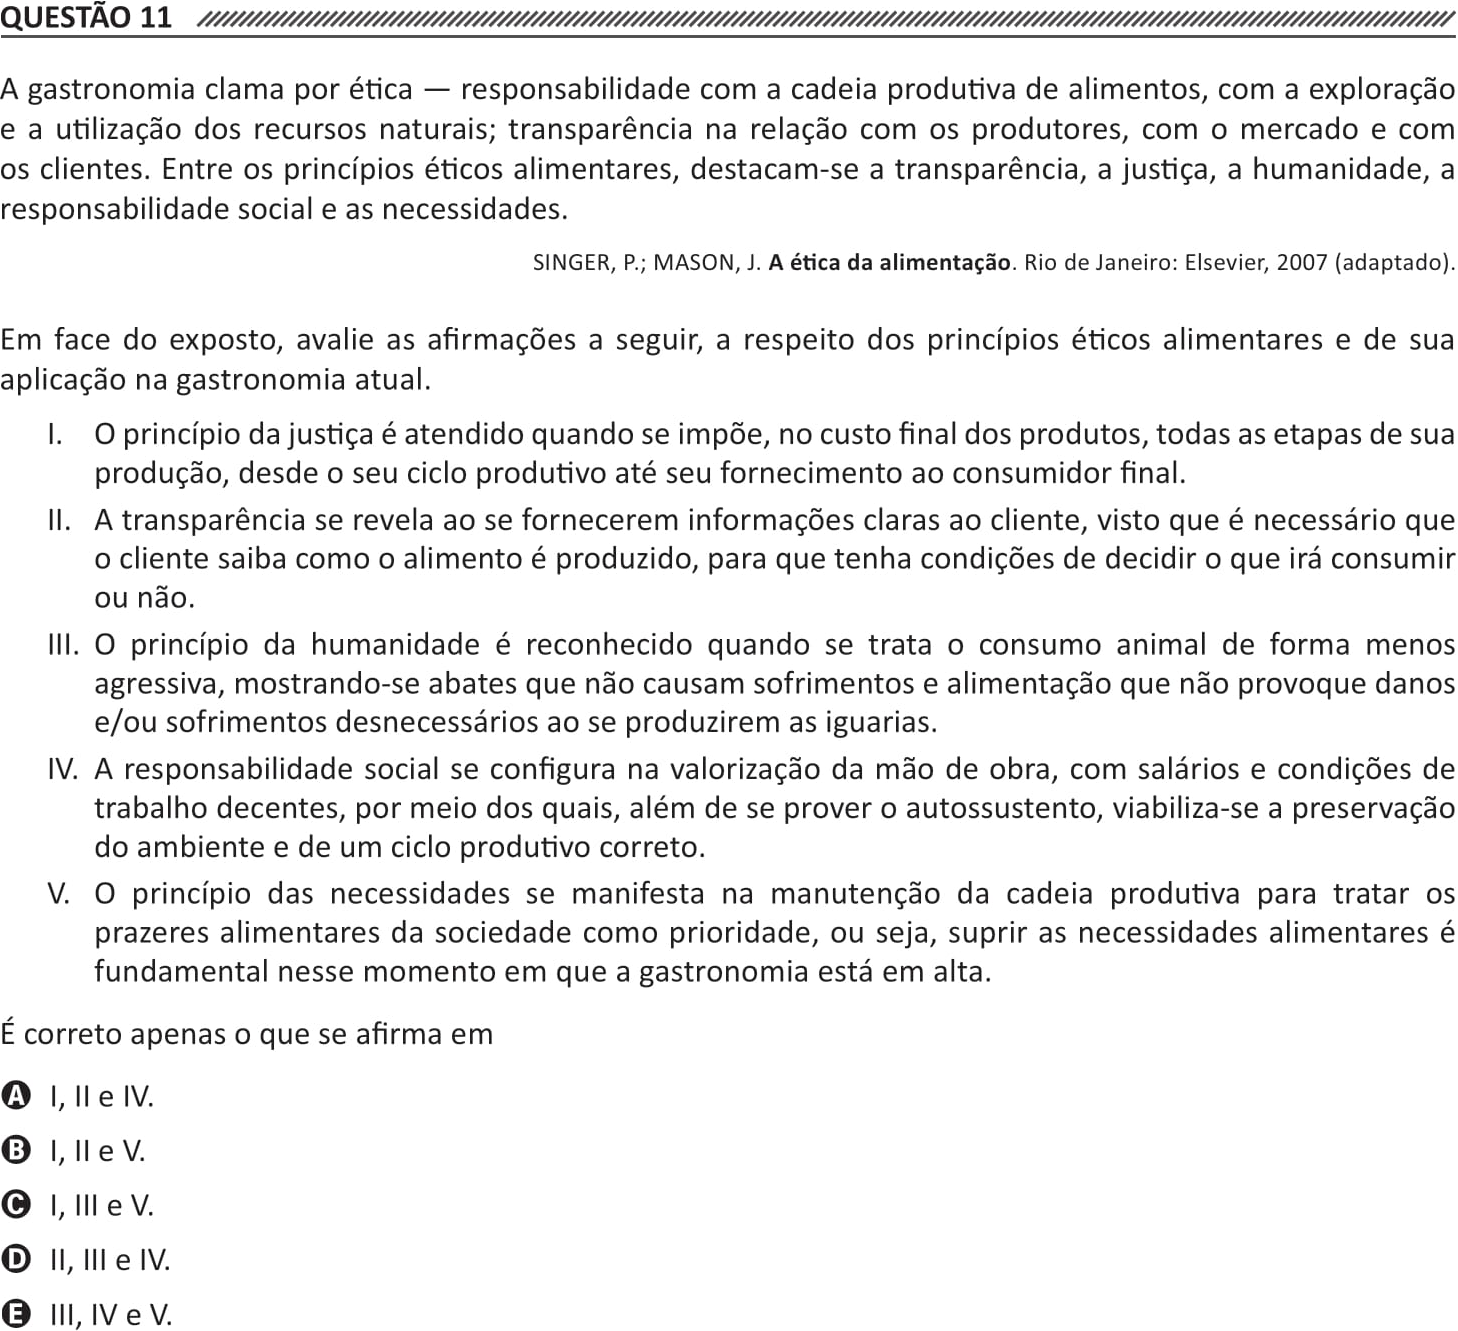 QUESTÃO 11
A gastronomia clama por ética — responsabilidade com a cadeia produtiva de alimentos, com a exploração
e a utilização dos recursos naturais; transparência na relação com os produtores, com o mercado e com
os clientes. Entre os princípios éticos alimentares, destacam-se a transparência, a justiça, a humanidade, a
responsabilidade social e as necessidades.
SINGER, P.; MASON, J. A ética da alimentação. Rio de Janeiro: Elsevier, 2007 (adaptado).
Em face do exposto, avalie as afirmações a seguir, a respeito dos princípios éticos alimentares e de sua
aplicação na gastronomia atual.
I. O princípio da justiça é atendido quando se impõe, no custo final dos produtos, todas as etapas de sua
produção, desde o seu ciclo produtivo até seu fornecimento ao consumidor final.
II. A transparência se revela ao se fornecerem informações claras ao cliente, visto que é necessário que
o cliente saiba como o alimento é produzido, para que tenha condições de decidir o que irá consumir
ou não.
III. O princípio da humanidade é reconhecido quando se trata o consumo animal de forma menos
agressiva, mostrando-se abates que não causam sofrimentos e alimentação que não provoque danos
e/ou sofrimentos desnecessários ao se produzirem as iguarias.
IV. A responsabilidade social se configura na valorização da mão de obra, com salários e condições de
trabalho decentes, por meio dos quais, além de se prover o autossustento, viabiliza-se a preservação
do ambiente e de um ciclo produtivo correto.
V. O princípio das necessidades se manifesta na manutenção da cadeia produtiva para tratar os
prazeres alimentares da sociedade como prioridade, ou seja, suprir as necessidades alimentares é
fundamental nesse momento em que a gastronomia está em alta.
É correto apenas o que se afirma em
A I, II e IV.
B I, II e V.
C I, III e V.
D II, III e IV.
E III, IV e V.